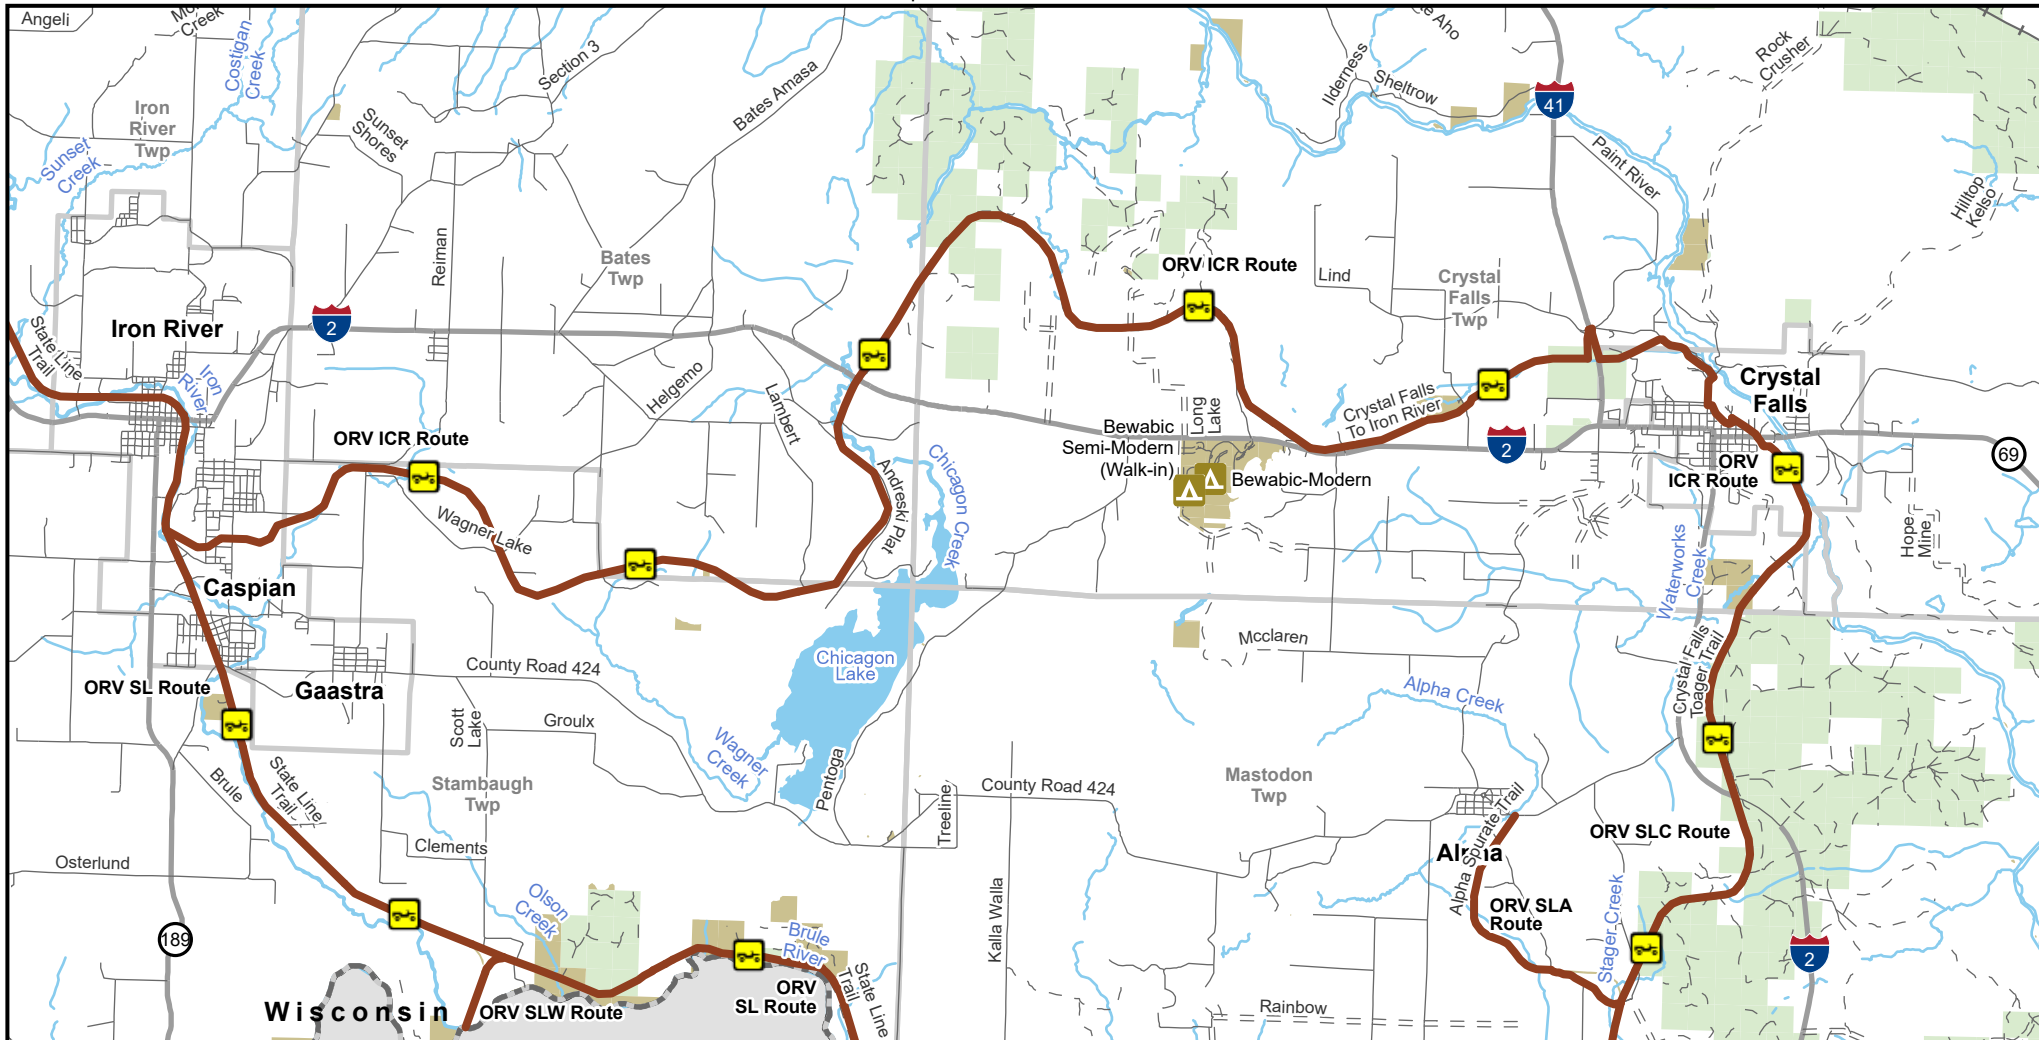 Angeli
Creek
Costigan
Creek
Section 3
Bates Amasa
Aho
Ilderness
Sheltrow
41
Rock
Crusher
Iron
River
Twp
Sunset
Shores
Sunset
Creek
Paint River
Hilltop
Kelso
Reiman
Bates
Twp
ORV ICR Route
Lind
Crystal
Falls
Twp
State Line
Trail
Iron River
2
Iron
River
Helgemo
Lambert
Crystal Falls
To Iron River
Crystal
Falls
Long
Lake
Bewabic
Semi-Modern
(Walk-in)
Bewabic-Modern
2
69
ORV ICR Route
Andreski Plat
Chicagon Creek
ORV
ICR Route
Wagner Lake
Waterworks
Creek
Hope
Mine
Caspian
Mcclaren
Crystal Falls
Toager Trail
County Road 424
Chicagon
Lake
ORV SL Route
Gaastra
Alpha Creek
Scott
Lake
Groulx
Wagner
Creek
Pentoga
Brule
State Line
Trail
Stambaugh
Twp
Treeline
County Road 424
Mastodon
Twp
Clements
Alpha Spurate Trail
Alpha
ORV SLC Route
Osterlund
Olson
Creek
Kalla Walla
ORV SLA
Route
Stager Creek
189
Brule
River
2
ORV
SL Route
State Line
Trail
Wisconsin
ORV SLW Route
Rainbow